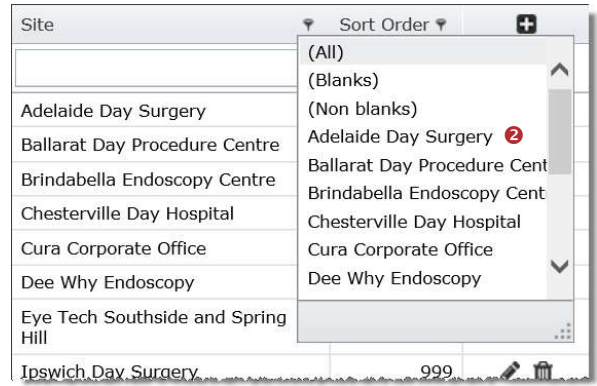 Site
Sort Order
(All)
(Blanks)
(Non blanks)
Adelaide Day Surgery 2
Ballarat Day Procedure Cent
Brindabella Endoscopy Cent
Chesterville Day Hospital
Cura Corporate Office
Dee Why Endoscopy
Adelaide Day Surgery
Ballarat Day Procedure Centre
Brindabella Endoscopy Centre
Chesterville Day Hospital
Cura Corporate Office
Dee Why Endoscopy
Eye Tech Southside and Spring
Hill
Ipswich Day Surgery 999